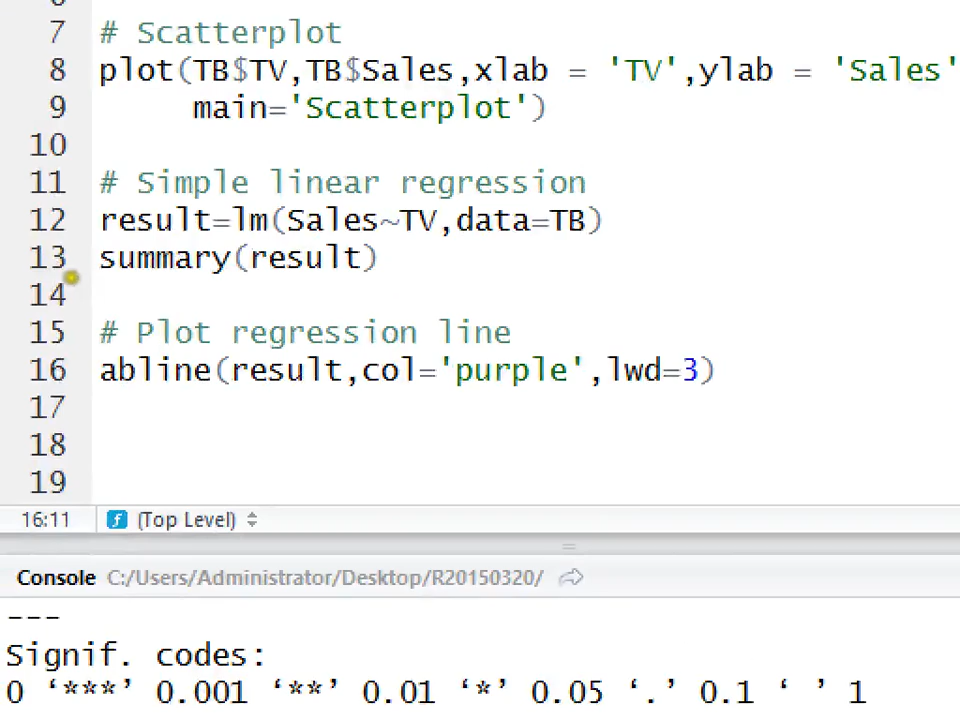 7 # Scatterplot
8 plot(TB$TV,TB$Sales,xlab = 'TV',ylab = 'Sales'
9 main='Scatterplot')
10
11 # Simple linear regression
12 result=lm(Sales~TV,data=TB)
13 summary(result)
14
15 # Plot regression line
16 abline(result,col='purple',lwd=3)
17
18
19
16:11 (Top Level)
Console C:/Users/Administrator/Desktop/R20150320/
---
Signif. codes:
0 ‘***’ 0.001 ‘**’ 0.01 ‘*’ 0.05 ‘.’ 0.1 ‘ ’ 1